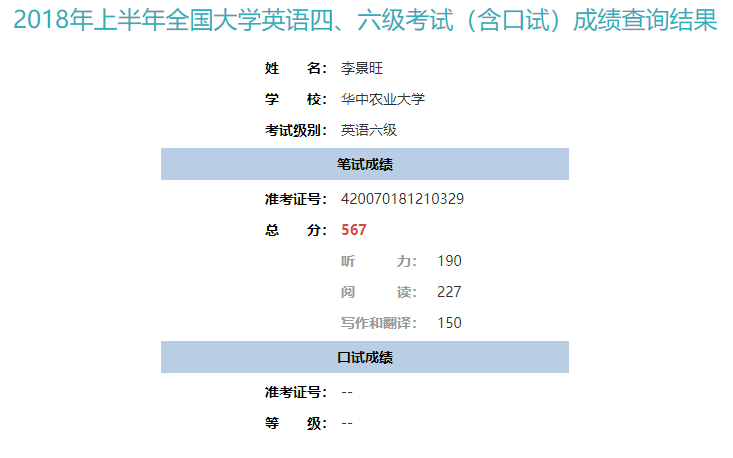 2018年上半年全国大学英语四、六级考试（含口试）成绩查询结果
姓 名： 李景旺
学 校： 华中农业大学
考试级别： 英语六级
笔试成绩
准考证号： 420070181210329
总 分： 567
听 力： 190
阅 读： 227
写作和翻译： 150
口试成绩
准考证号： --
等 级： --